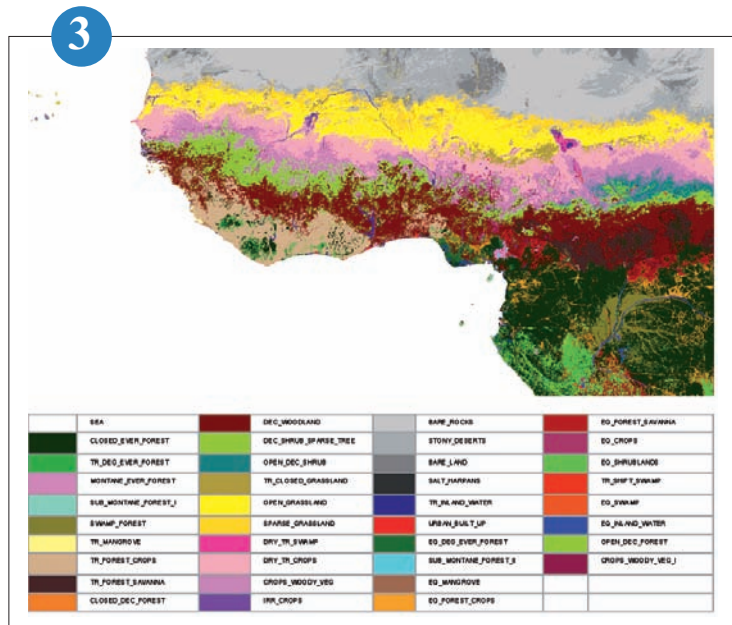 3
SEA DEC_WOODLAND BARE_ROCKS EG_FOREST_SAVANNA
CLOSED_EVER_FOREST DEC_SHRUB_SPARSE_TREE STONY_DESERTS EG_CROPS
TR_DEG_EVER_FOREST OPEN_DEC_SHRUB BARE_LAND EG_SHRUBLANDS
MONTANE_EVER_FOREST TR_CLOSED_GRASSLAND SALT_HARPANS TR_SHIFT_SWAMP
SUB_MONTANE_FOREST_I OPEN_GRASSLAND TR_INLAND_WATER EG_SWAMP
SWAMP_FOREST SPARSE_GRASSLAND URBAN_BUILT_UP EG_INLAND_WATER
TR_MANGROVE DRY_TR_SWAMP EG_DEG_EVER_FOREST OPEN_DEC_FOREST
TR_FOREST_CROPS DRY_TR_CROPS SUB_MONTANE_FOREST_II CROPS_WOODY_VEG_I
TR_FOREST_SAVANNA CROPS_WOODY_VEG EG_MANGROVE
CLOSED_DEC_FOREST IRR_CROPS EG_FOREST_CROPS